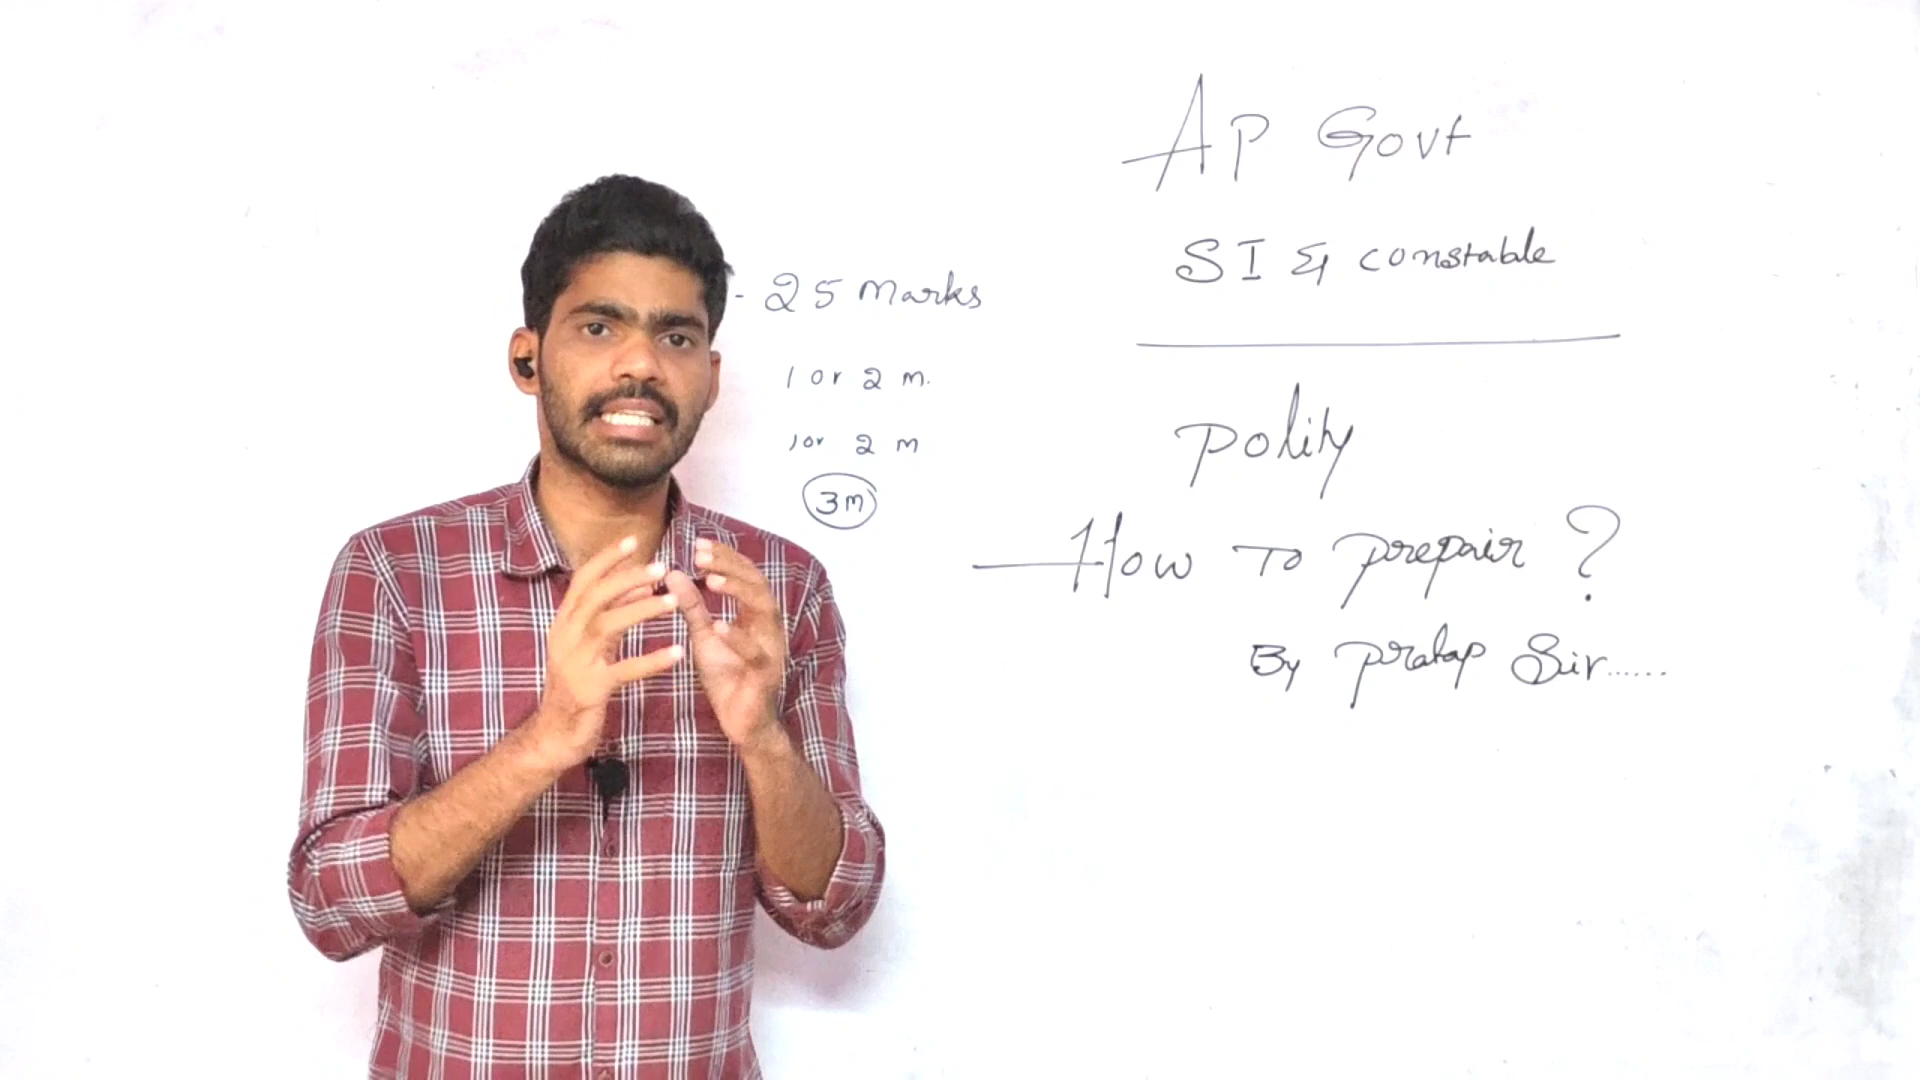 AP Govt
SI & constable
- 25 Marks
1 or 2 m.
1 or 2 m
3m
polity
How To prepair ?
By pratap Sir......